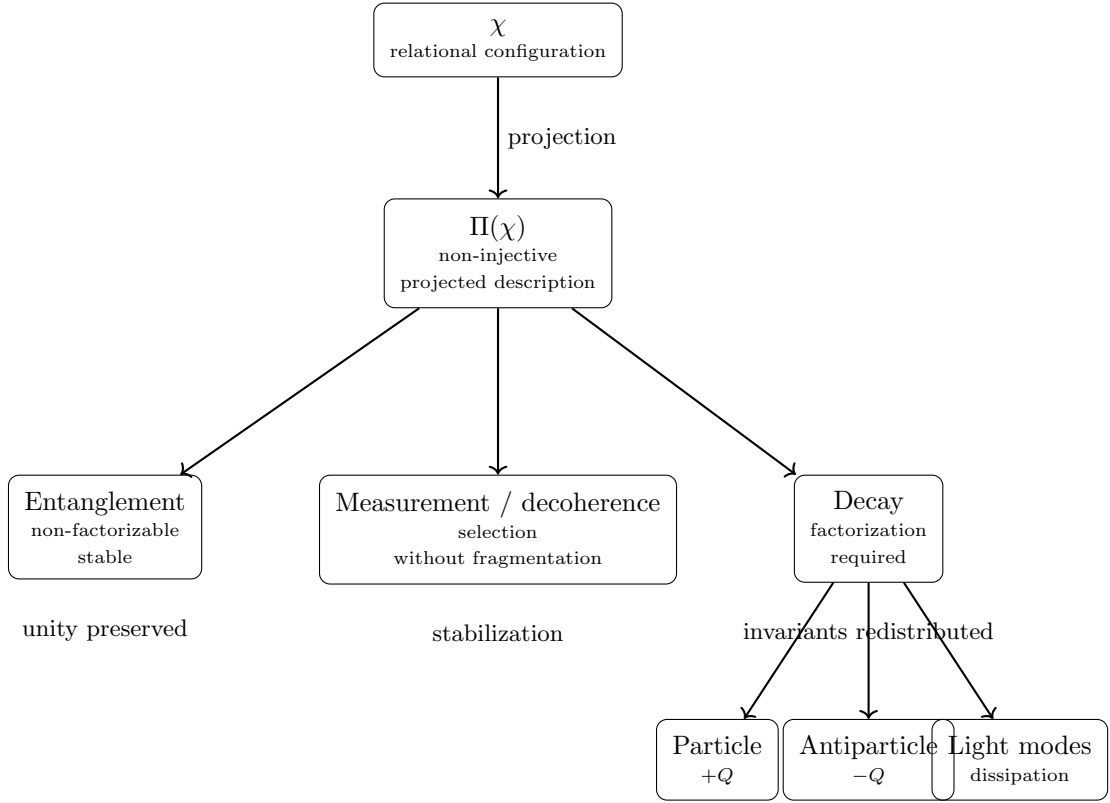 χ
relational configuration
projection
Π(χ)
non-injective
projected description
Entanglement
non-factorizable
stable
Measurement / decoherence
selection
without fragmentation
Decay
factorization
required
unity preserved
stabilization
invariants redistributed
Particle
+Q
Antiparticle
−Q
Light modes
dissipation